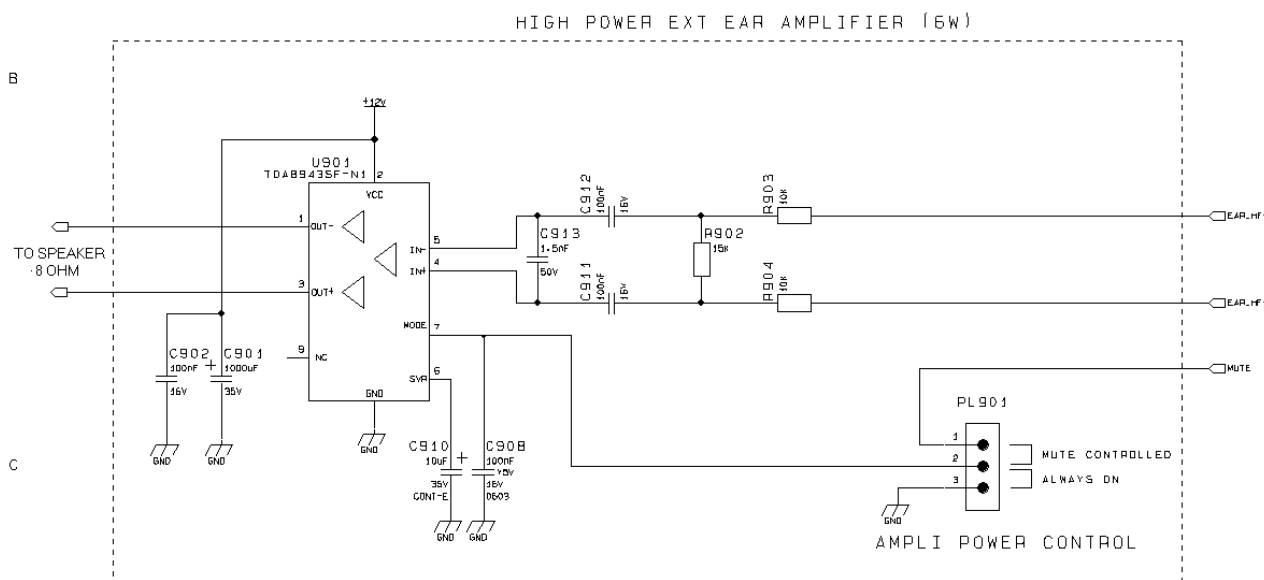 HIGH POWER EXT EAR AMPLIFIER (6W)
B
+12V
U901
TDA8943SF-N1
2
VCC
1
OUT-
TO SPEAKER
8 OHM
3
OUT+
5
IN-
4
IN+
C913
1.5nF
50V
C912
100nF
16V
C911
100nF
16V
R902
15K
R903
10K
R904
10K
EAR_HF
EAR_HF
MODE
7
9
NC
SVR
6
GND
GND
C902
100nF
16V
GND
C901
+
1000uF
35V
GND
C910
+
10uF
35V
CONT-E
GND
C908
100nF
Y5V
16V
0603
GND
MUTE
PL901
1
2
3
MUTE CONTROLLED
ALWAYS ON
GND
AMPLI POWER CONTROL
C